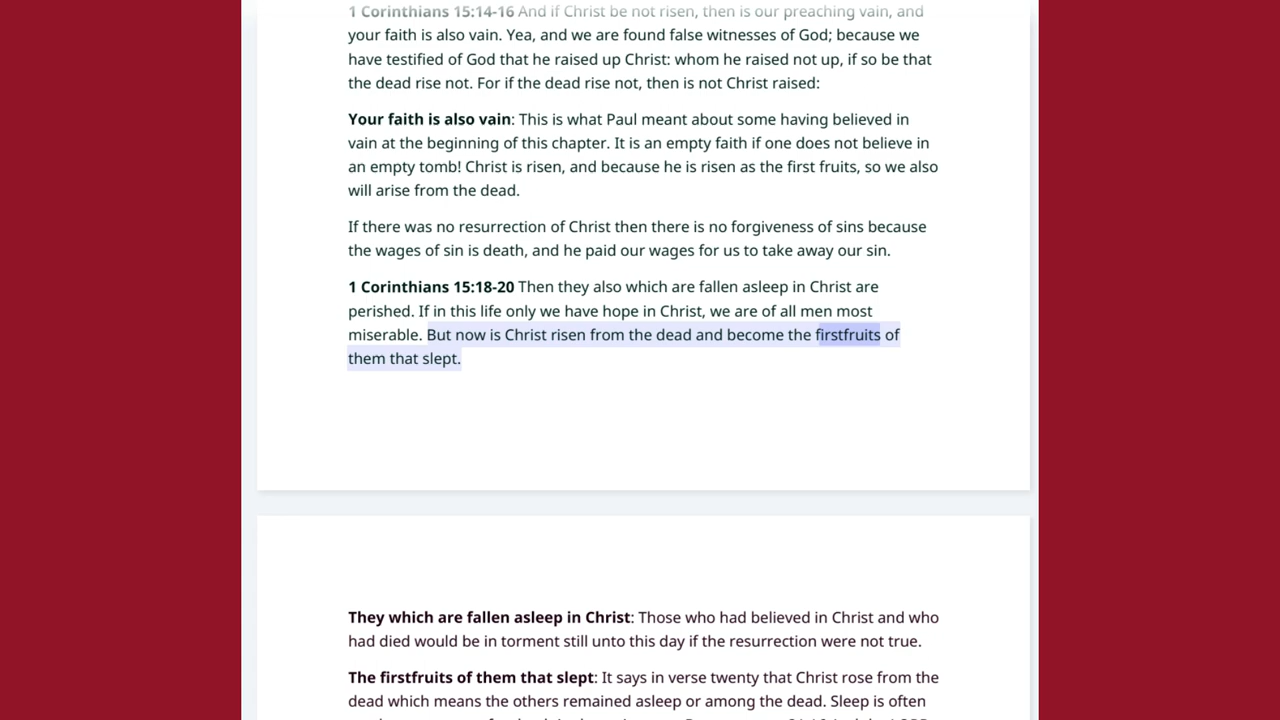 1 Corinthians 15:14-16 And if Christ be not risen, then is our preaching vain, and
your faith is also vain. Yea, and we are found false witnesses of God; because we
have testified of God that he raised up Christ: whom he raised not up, if so be that
the dead rise not. For if the dead rise not, then is not Christ raised:
Your faith is also vain: This is what Paul meant about some having believed in
vain at the beginning of this chapter. It is an empty faith if one does not believe in
an empty tomb! Christ is risen, and because he is risen as the first fruits, so we also
will arise from the dead.
If there was no resurrection of Christ then there is no forgiveness of sins because
the wages of sin is death, and he paid our wages for us to take away our sin.
1 Corinthians 15:18-20 Then they also which are fallen asleep in Christ are
perished. If in this life only we have hope in Christ, we are of all men most
miserable. But now is Christ risen from the dead and become the firstfruits of
them that slept.
They which are fallen asleep in Christ: Those who had believed in Christ and who
had died would be in torment still unto this day if the resurrection were not true.
The firstfruits of them that slept: It says in verse twenty that Christ rose from the
dead which means the others remained asleep or among the dead. Sleep is often